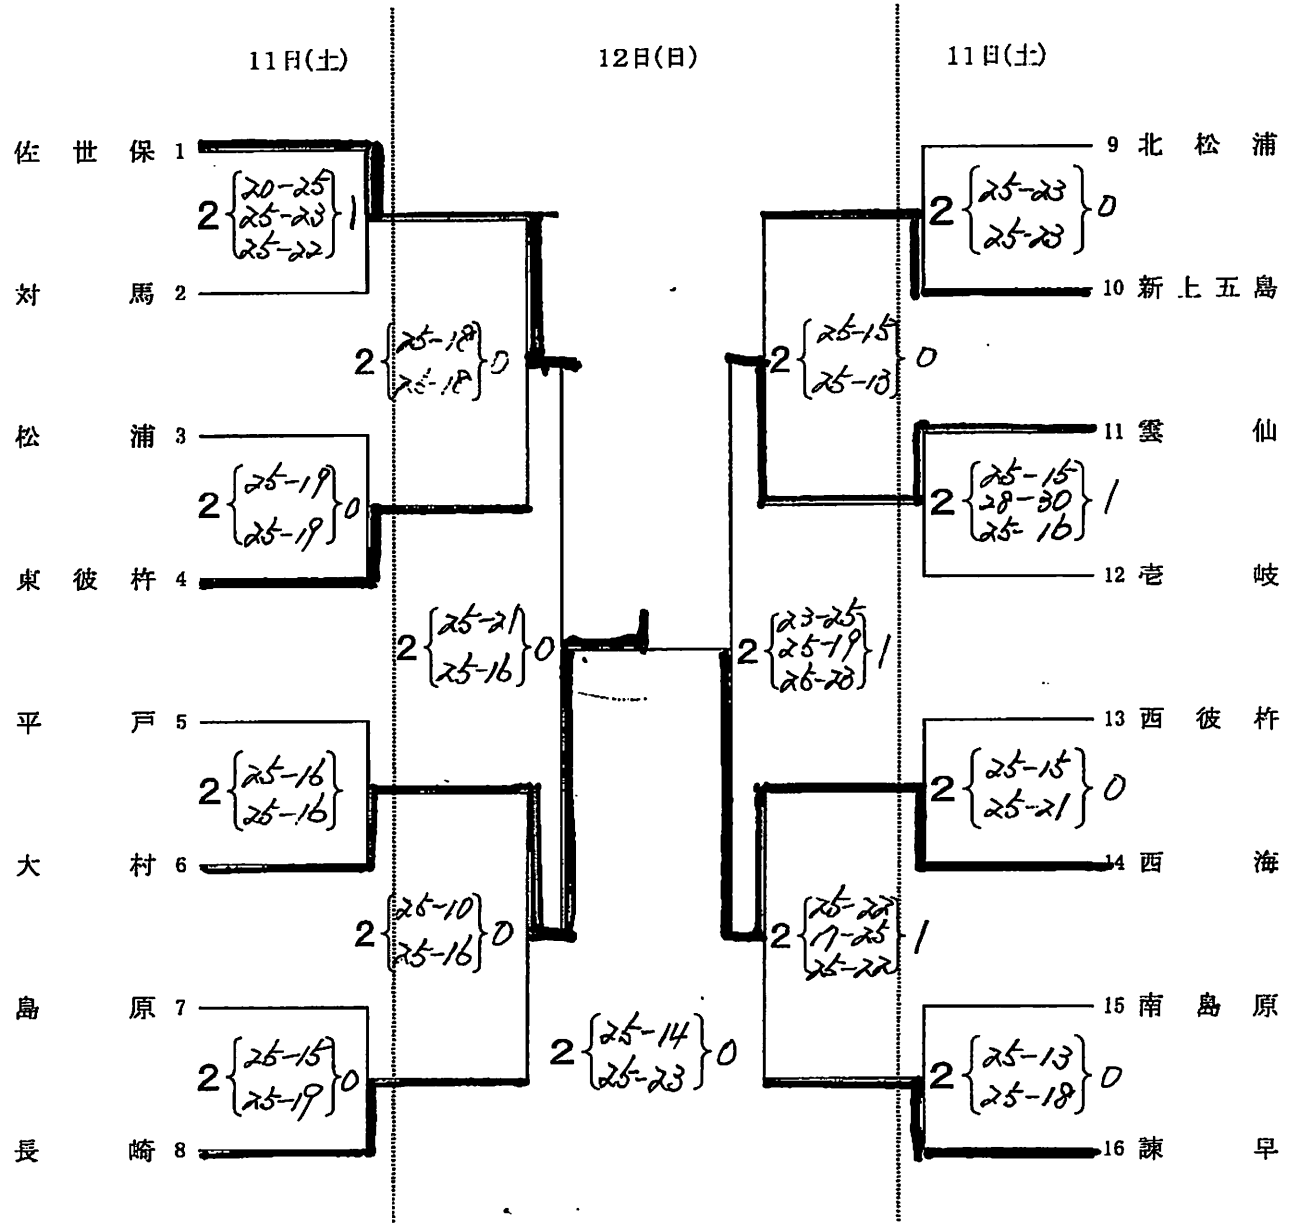 11日(土)
12日(日)
11日(土)
佐世保 1
2 20-25 1
25-23
25-22
対馬 2
松浦 3
2 25-19 0
25-19
東彼杵 4
2 25-18 0
25-18
平戸 5
2 25-16
25-16
大村 6
島原 7
2 25-15 0
25-19
長崎 8
2 25-10 0
25-16
2 25-21 0
25-16
2 25-14 0
25-23
9 北松浦
2 25-23 0
25-23
10 新上五島
11 雲仙
2 25-15 1
28-30
25-16
12 壱岐
2 25-15 0
25-13
2 23-25 1
25-19
25-23
13 西彼杵
2 25-15 0
25-21
14 西海
15 南島原
2 25-13 0
25-18
16 諫早
2 25-22 1
17-25
25-22